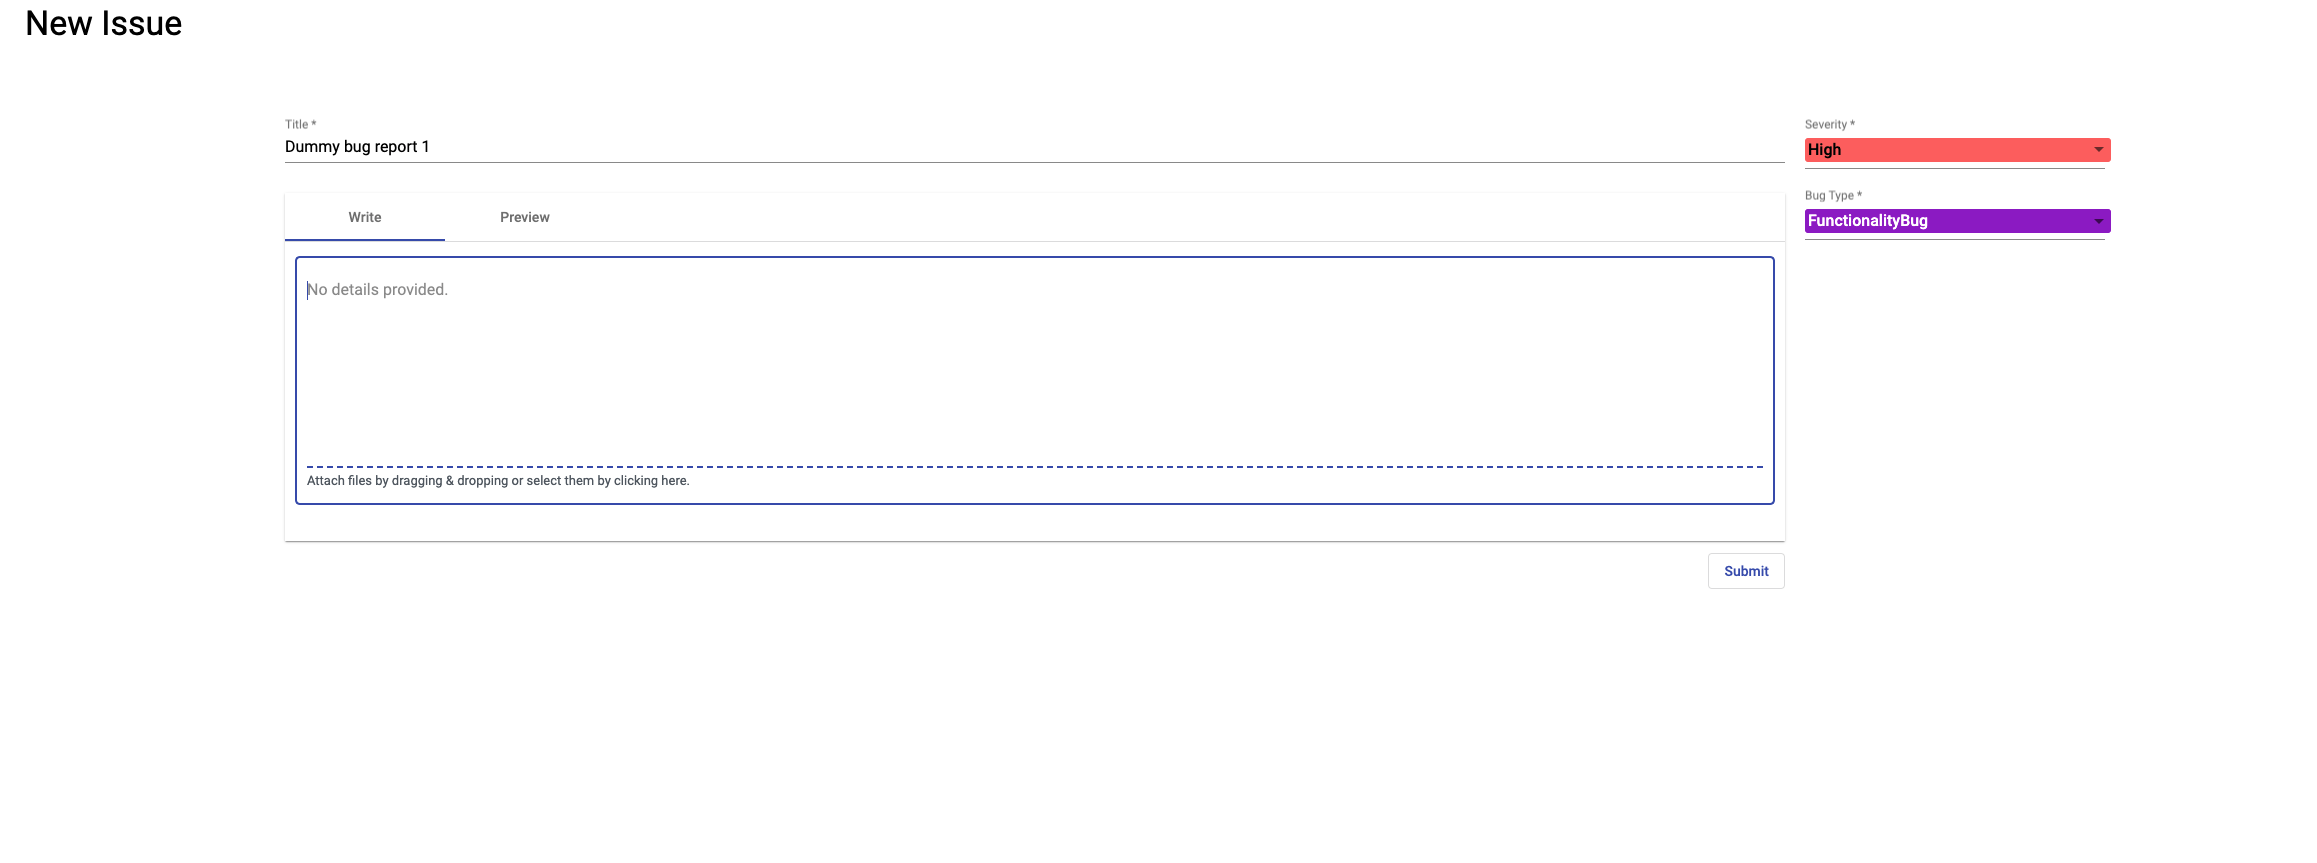 New Issue
Title *
Dummy bug report 1
Severity *
High
Bug Type *
FunctionalityBug
Write
Preview
No details provided.
Attach files by dragging & dropping or select them by clicking here.
Submit